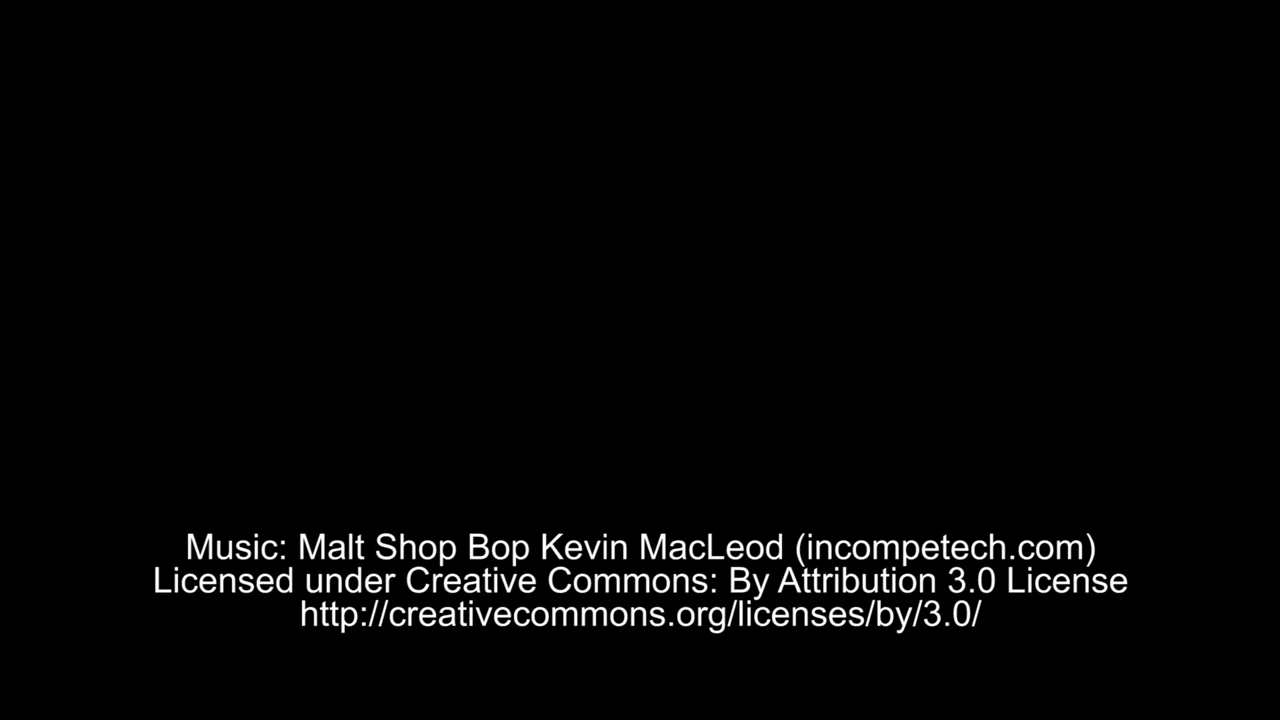 Music: Malt Shop Bop Kevin MacLeod (incompetech.com)
Licensed under Creative Commons: By Attribution 3.0 License
http://creativecommons.org/licenses/by/3.0/